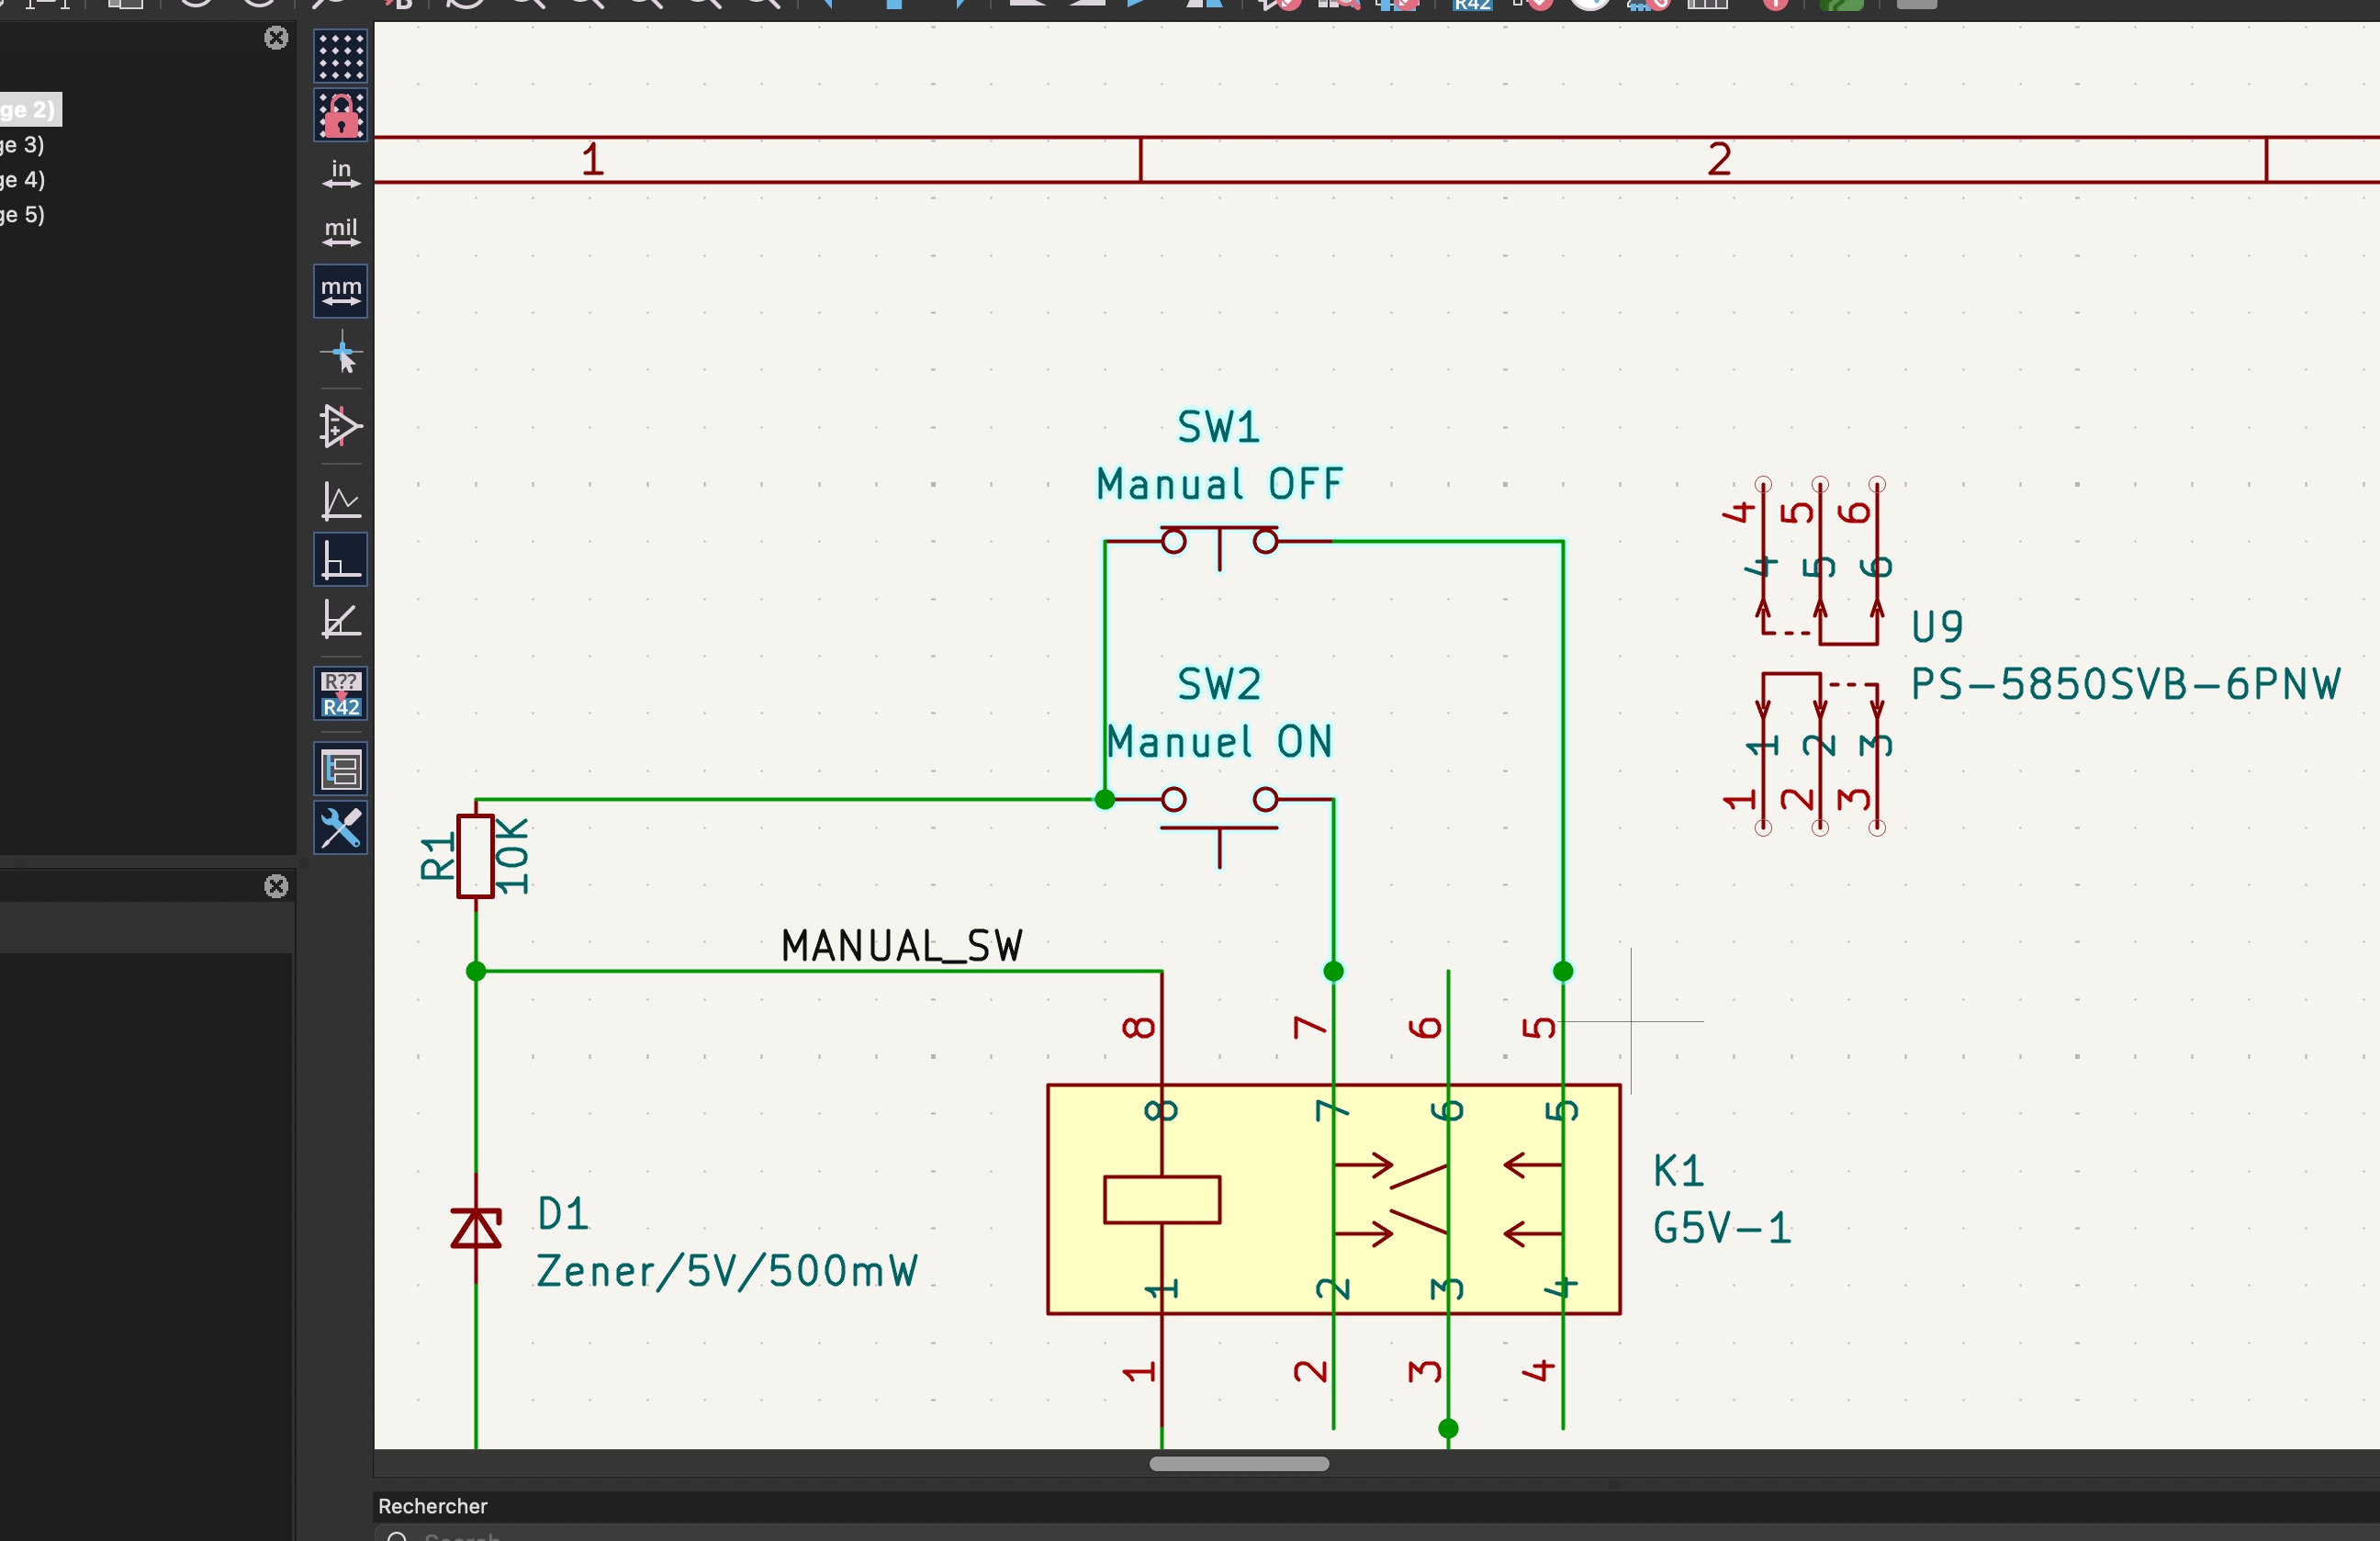 ge 2)
ge 3)
ge 4)
ge 5)
in
mil
mm
R??
R42
R42
1
2
SW1
Manual OFF
SW2
Manuel ON
R1
10K
MANUAL_SW
4 5 6
4 5 6
U9
PS-5850SVB-6PNW
1 2 3
1 2 3
8 7 6 5
8 7 6 5
K1
G5V-1
D1
Zener/5V/500mW
1 2 3 4
1 2 3 4
Rechercher